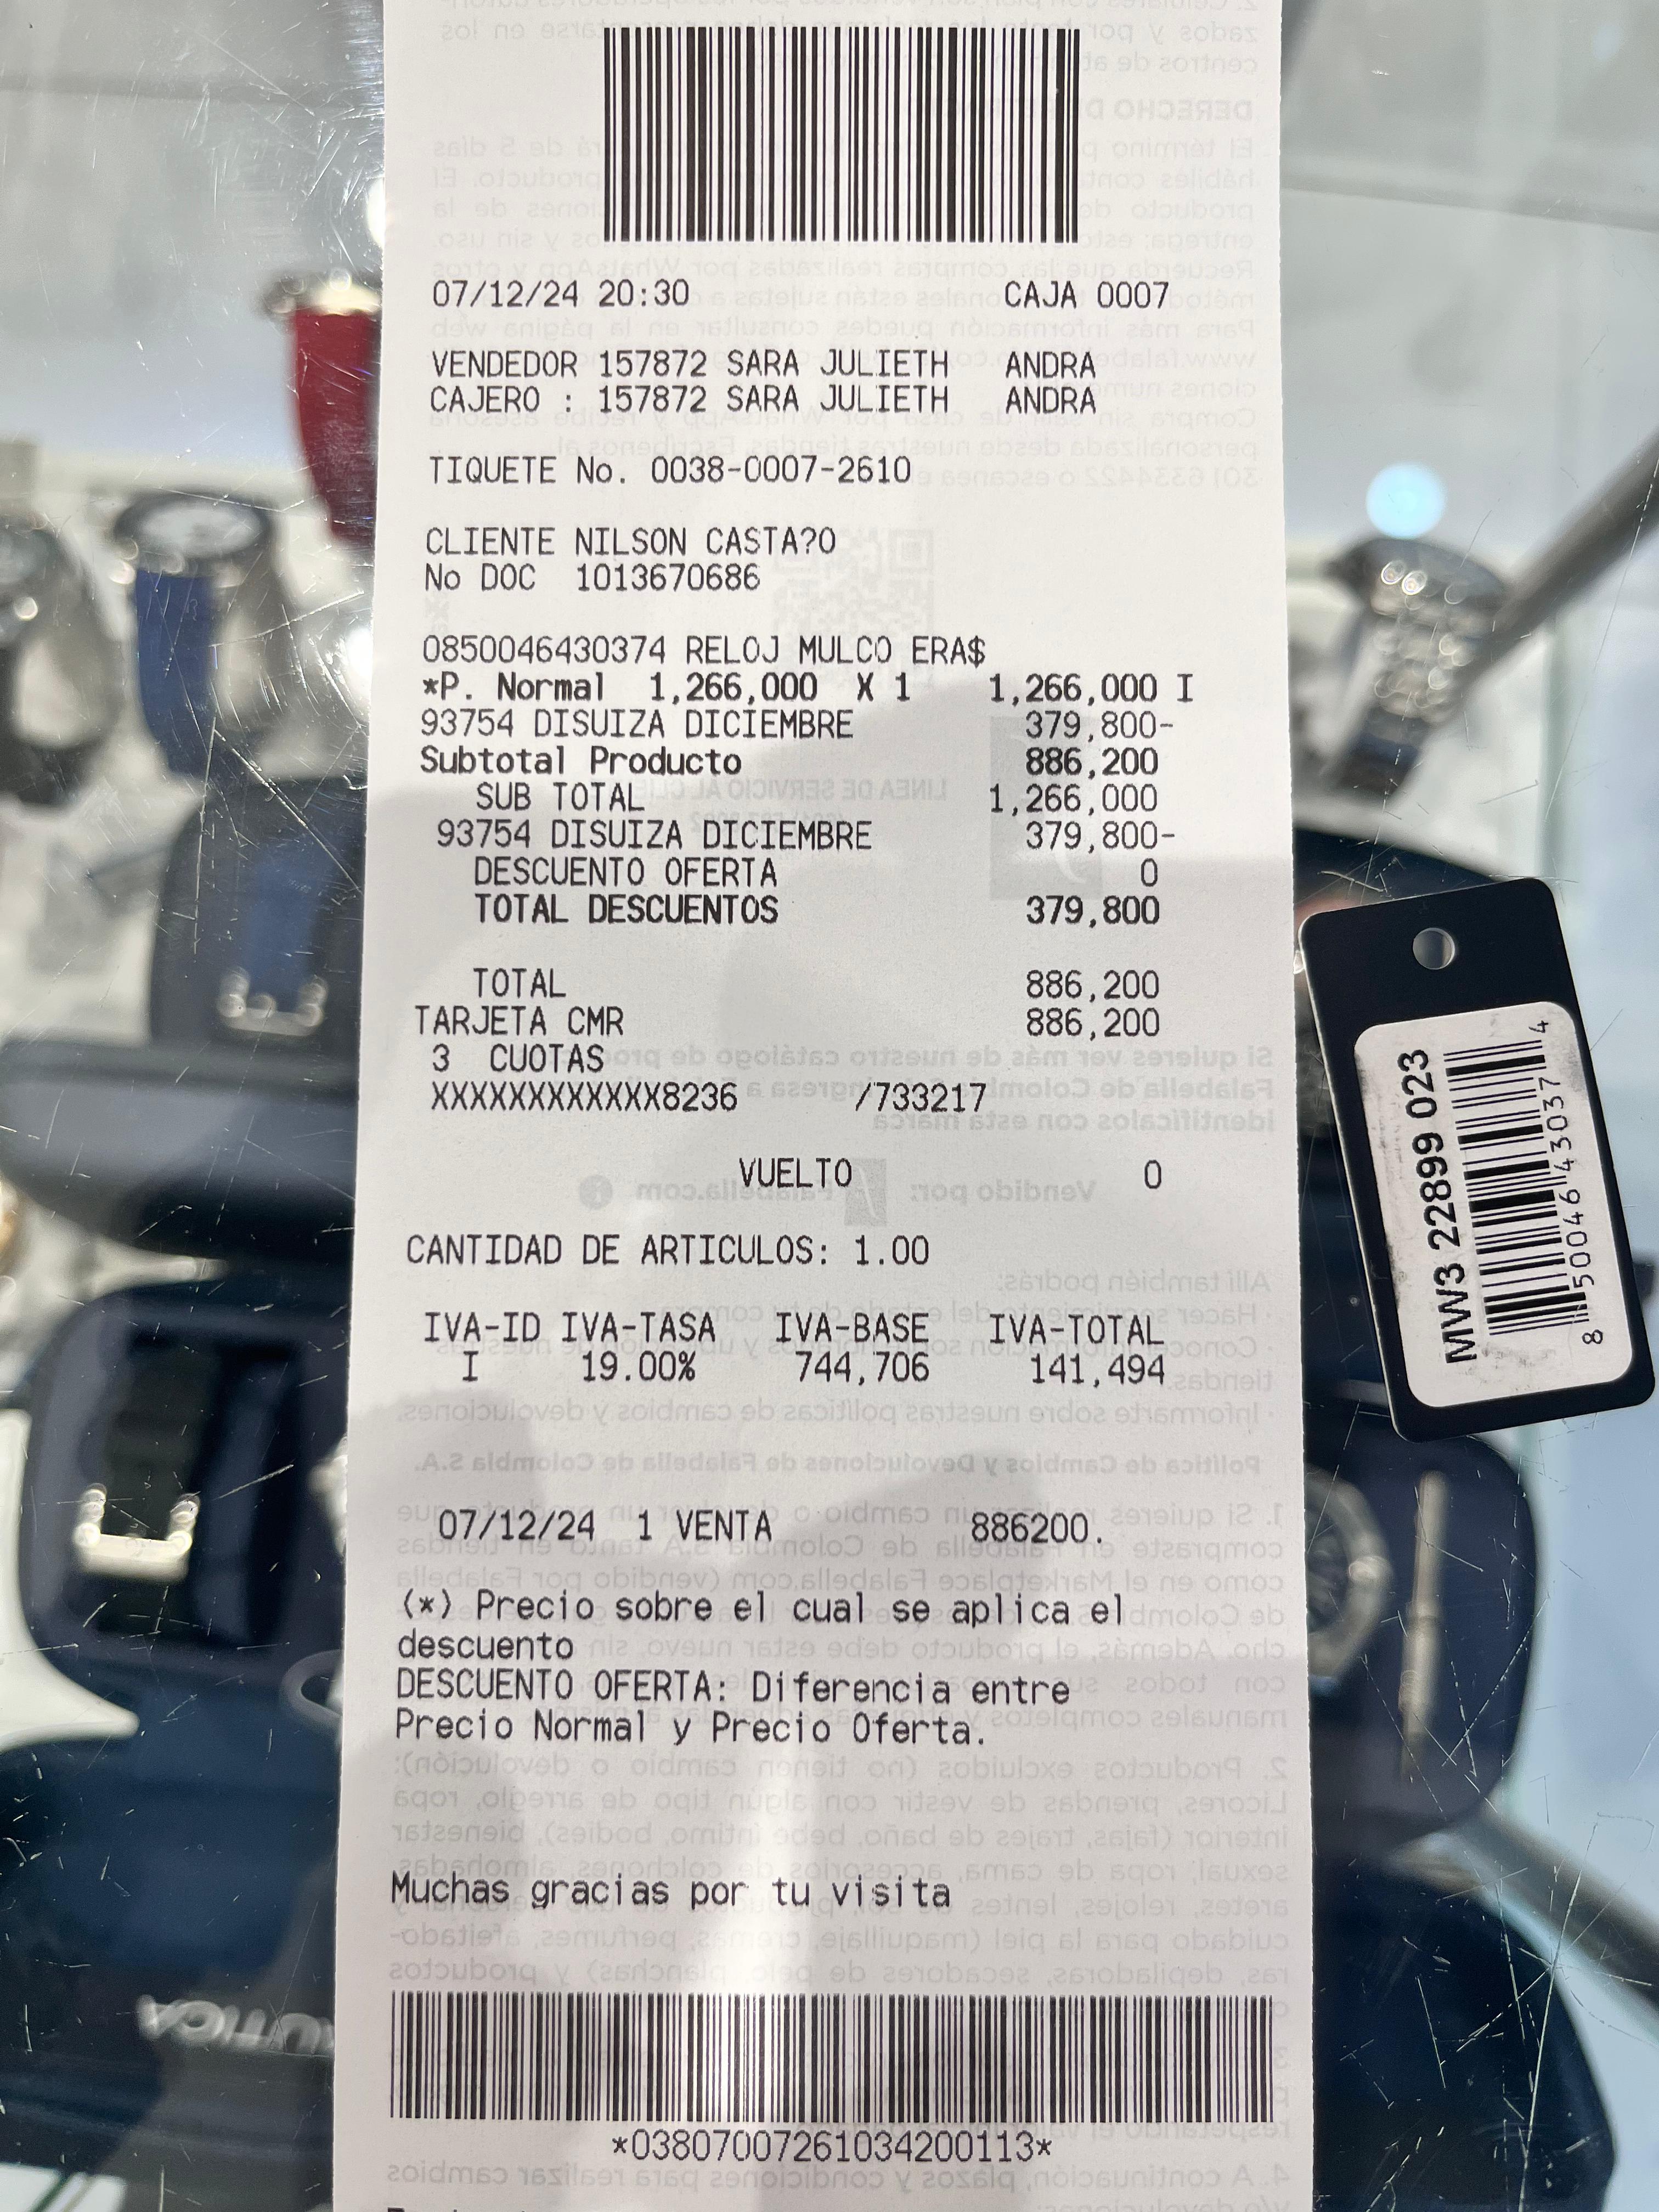 07/12/24 20:30 CAJA 0007
VENDEDOR 157872 SARA JULIETH ANDRA
CAJERO : 157872 SARA JULIETH ANDRA
TIQUETE No. 0038-0007-2610
CLIENTE NILSON CASTA?O
No DOC 1013670686
0850046430374 RELOJ MULCO ERA$
*P. Normal 1,266,000 X 1 1,266,000 I
93754 DISUIZA DICIEMBRE 379,800-
Subtotal Producto 886,200
SUB TOTAL 1,266,000
93754 DISUIZA DICIEMBRE 379,800-
DESCUENTO OFERTA 0
TOTAL DESCUENTOS 379,800
TOTAL 886,200
TARJETA CMR 886,200
3 CUOTAS
XXXXXXXXXXXX8236 /733217
VUELTO 0
CANTIDAD DE ARTICULOS: 1.00
IVA-ID IVA-TASA IVA-BASE IVA-TOTAL
I 19.00% 744,706 141,494
07/12/24 1 VENTA 886200.
(*) Precio sobre el cual se aplica el
descuento
DESCUENTO OFERTA: Diferencia entre
Precio Normal y Precio Oferta.
Muchas gracias por tu visita
*03807007261034200113*
MW3 22899 023
8 50046 43037 4